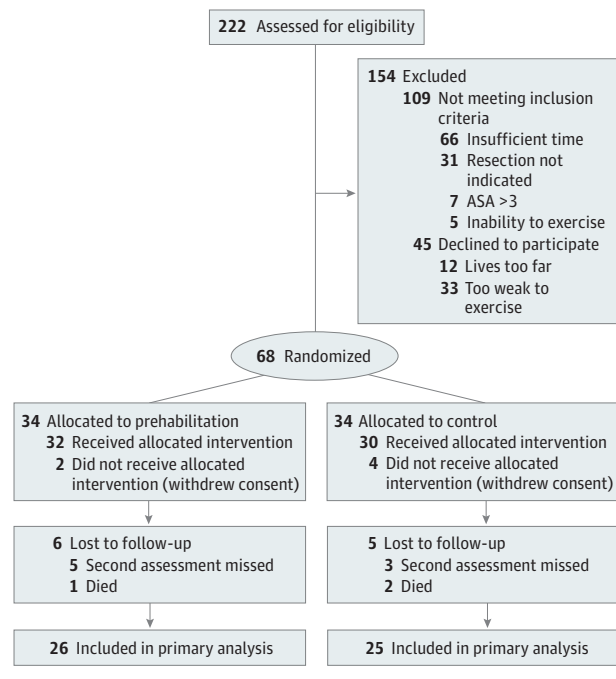 222 Assessed for eligibility
154 Excluded
109 Not meeting inclusion
criteria
66 Insufficient time
31 Resection not
indicated
7 ASA >3
5 Inability to exercise
45 Declined to participate
12 Lives too far
33 Too weak to
exercise
68 Randomized
34 Allocated to prehabilitation
32 Received allocated intervention
2 Did not receive allocated
intervention (withdrew consent)
34 Allocated to control
30 Received allocated intervention
4 Did not receive allocated
intervention (withdrew consent)
6 Lost to follow-up
5 Second assessment missed
1 Died
5 Lost to follow-up
3 Second assessment missed
2 Died
26 Included in primary analysis
25 Included in primary analysis